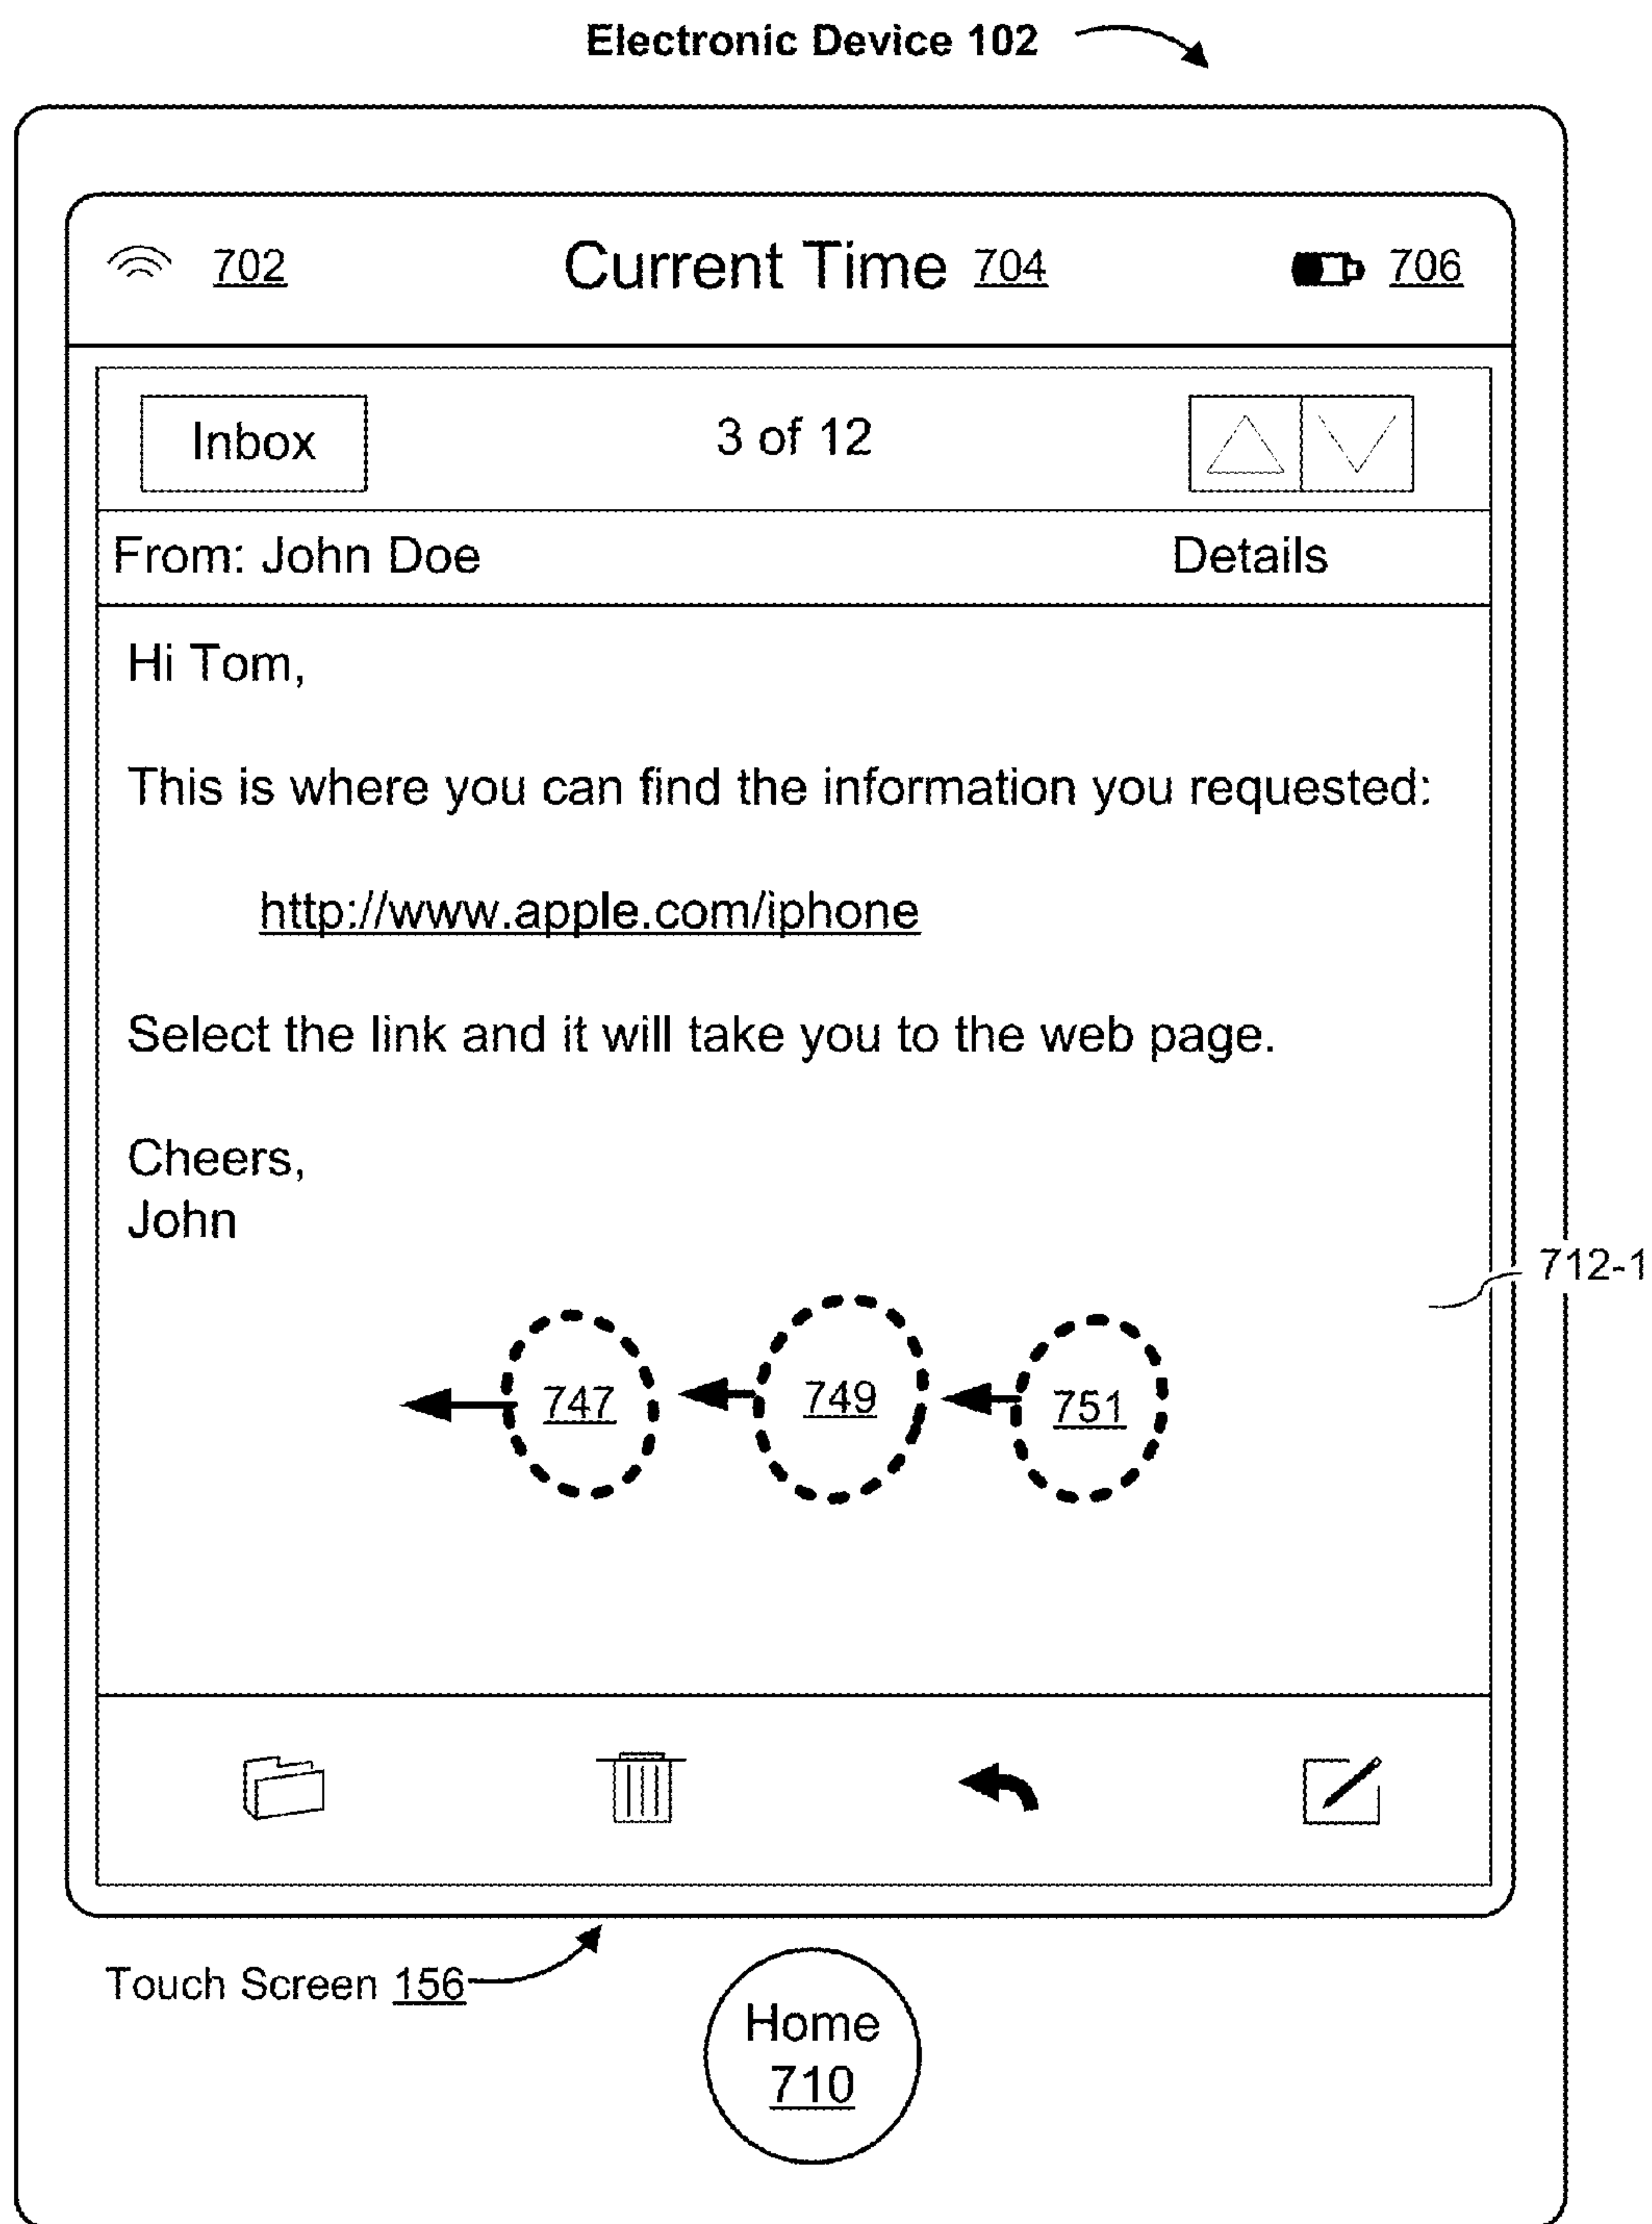 Electronic Device 102
702 Current Time 704 706
Inbox 3 of 12
From: John Doe Details
Hi Tom,
This is where you can find the information you requested:
http://www.apple.com/iphone
Select the link and it will take you to the web page.
Cheers,
John
712-1
747 749 751
Touch Screen 156
Home
710